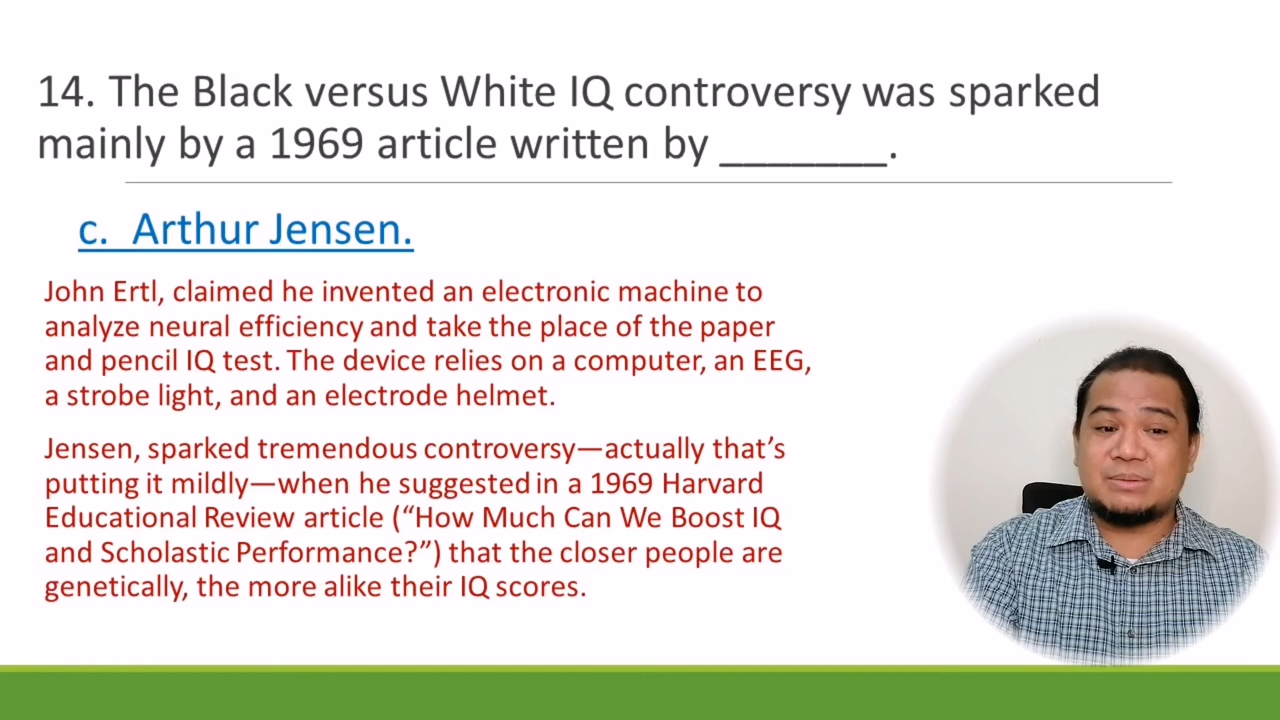 14. The Black versus White IQ controversy was sparked
mainly by a 1969 article written by _______.
c. Arthur Jensen.
John Ertl, claimed he invented an electronic machine to
analyze neural efficiency and take the place of the paper
and pencil IQ test. The device relies on a computer, an EEG,
a strobe light, and an electrode helmet.
Jensen, sparked tremendous controversy—actually that's
putting it mildly—when he suggested in a 1969 Harvard
Educational Review article (“How Much Can We Boost IQ
and Scholastic Performance?”) that the closer people are
genetically, the more alike their IQ scores.